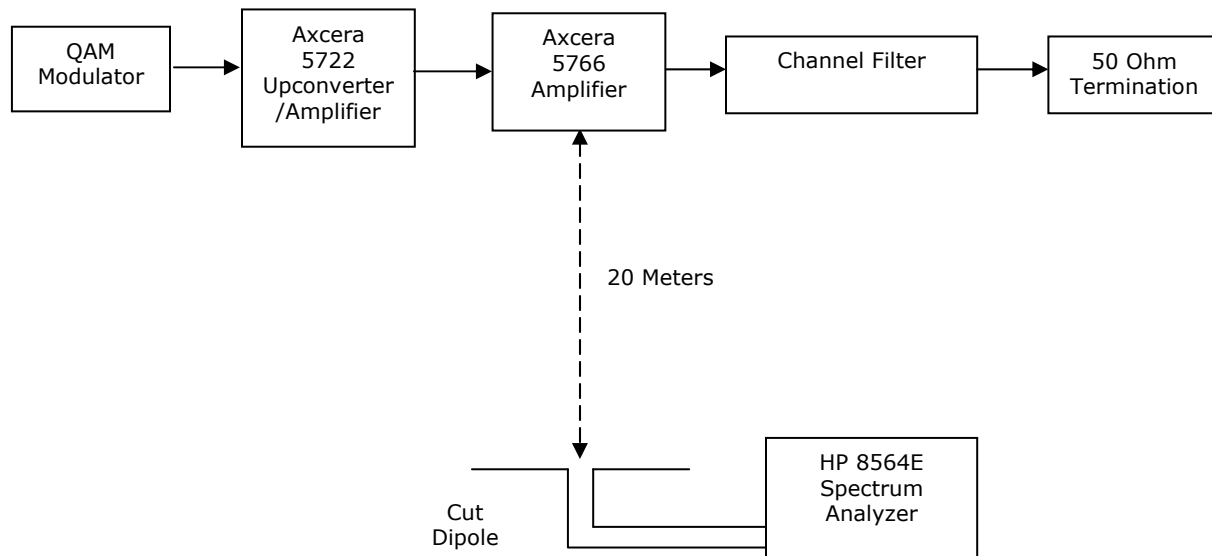 QAM
Modulator
Axcera
5722
Upconverter
/Amplifier
Axcera
5766
Amplifier
Channel Filter
50 Ohm
Termination
20 Meters
Cut
Dipole
HP 8564E
Spectrum
Analyzer